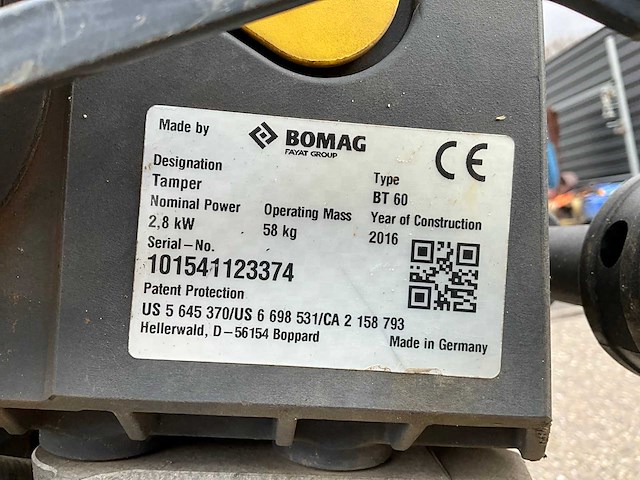 Made by BOMAG CE
FAYAT GROUP
Designation Type
Tamper BT 60
Nominal Power Operating Mass Year of Construction
2,8 kW 58 kg 2016
Serial-No.
101541123374
Patent Protection
US 5 645 370/US 6 698 531/CA 2 158 793
Hellerwald, D-56154 Boppard Made in Germany